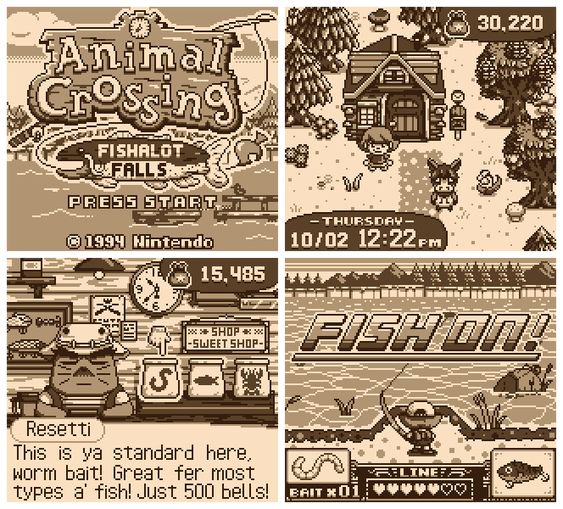 Animal
Crossing
FISHALOT
FALLS
PRESS START
© 1994 Nintendo
30,220
-THURSDAY-
10/02 12:22 PM
15,485
SHOP
-SWEET SHOP-
Resetti
This is ya standard here,
worm bait! Great fer most
types a' fish! Just 500 bells!
FISH ON!
LINE
BAIT x01